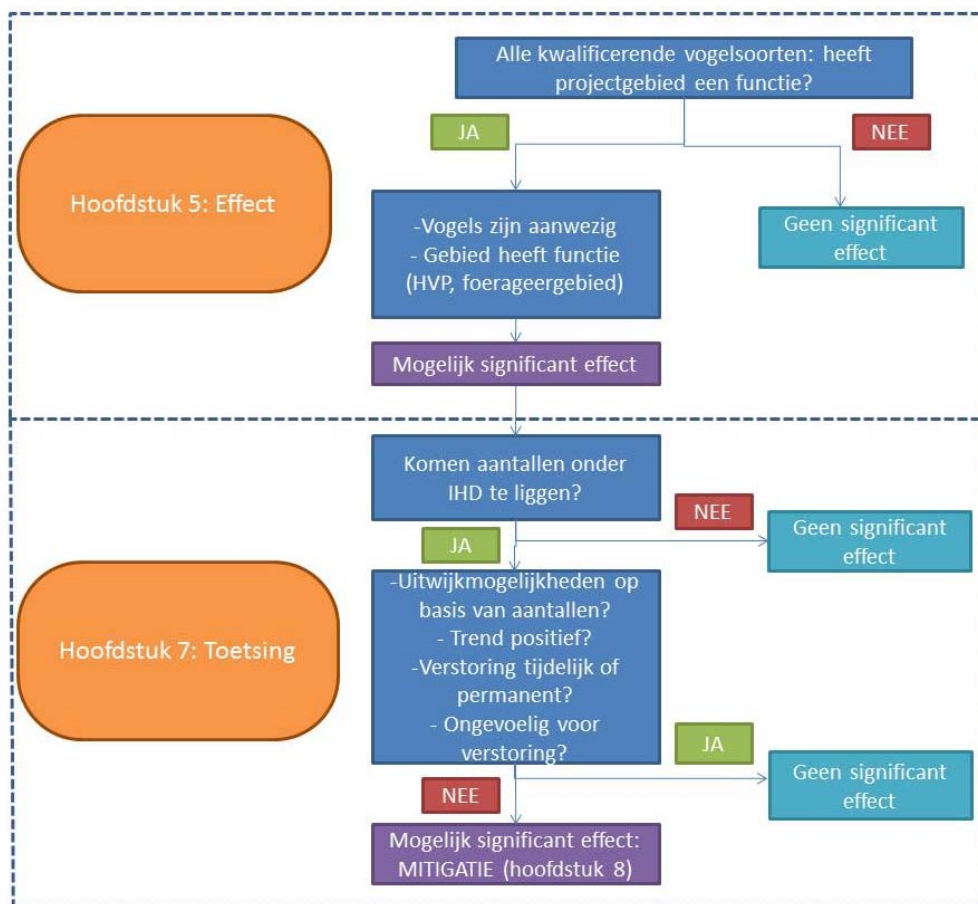 Alle kwalificerende vogelsoorten: heeft
projectgebied een functie?
JA
NEE
Hoofdstuk 5: Effect
-Vogels zijn aanwezig
- Gebied heeft functie
(HVP, foerageergebied)
Geen significant
effect
Mogelijk significant effect
Komen aantallen onder
IHD te liggen?
NEE
JA
Geen significant
effect
Hoofdstuk 7: Toetsing
-Uitwijkmogelijkheden op
basis van aantallen?
- Trend positief?
-Verstoring tijdelijk of
permanent?
- Ongevoelig voor
verstoring?
JA
Geen significant
effect
NEE
Mogelijk significant effect:
MITIGATIE (hoofdstuk 8)